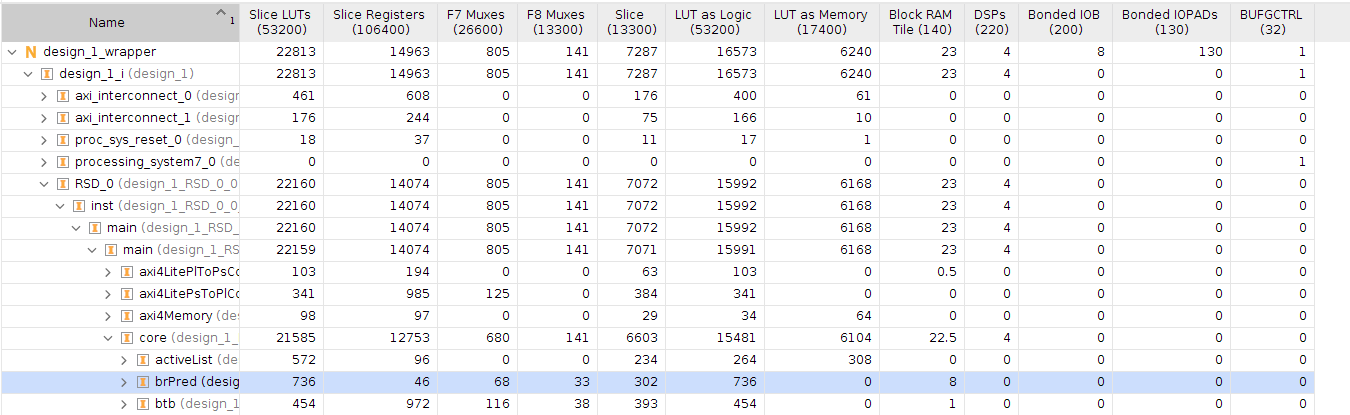 Name 1 Slice LUTs (53200) Slice Registers (106400) F7 Muxes (26600) F8 Muxes (13300) Slice (13300) LUT as Logic (53200) LUT as Memory (17400) Block RAM Tile (140) DSPs (220) Bonded IOB (200) Bonded IOPADs (130) BUFGCTRL (32)
N design_1_wrapper 22813 14963 805 141 7287 16573 6240 23 4 8 130 1
design_1_i (design_1) 22813 14963 805 141 7287 16573 6240 23 4 0 0 1
axi_interconnect_0 (design 461 608 0 0 176 400 61 0 0 0 0 0
axi_interconnect_1 (design 176 244 0 0 75 166 10 0 0 0 0 0
proc_sys_reset_0 (design_ 18 37 0 0 11 17 1 0 0 0 0 0
processing_system7_0 (de 0 0 0 0 0 0 0 0 0 0 0 1
RSD_0 (design_1_RSD_0_0 22160 14074 805 141 7072 15992 6168 23 4 0 0 0
inst (design_1_RSD_0_0 22160 14074 805 141 7072 15992 6168 23 4 0 0 0
main (design_1_RSD_ 22160 14074 805 141 7072 15992 6168 23 4 0 0 0
main (design_1_RS 22159 14074 805 141 7071 15991 6168 23 4 0 0 0
axi4LitePlToPsCo 103 194 0 0 63 103 0 0.5 0 0 0 0
axi4LitePsToPlCo 341 985 125 0 384 341 0 0 0 0 0 0
axi4Memory (des 98 97 0 0 29 34 64 0 0 0 0 0
core (design_1_ 21585 12753 680 141 6603 15481 6104 22.5 4 0 0 0
activeList (de 572 96 0 0 234 264 308 0 0 0 0 0
brPred (desig 736 46 68 33 302 736 0 8 0 0 0 0
btb (design_1 454 972 116 38 393 454 0 1 0 0 0 0